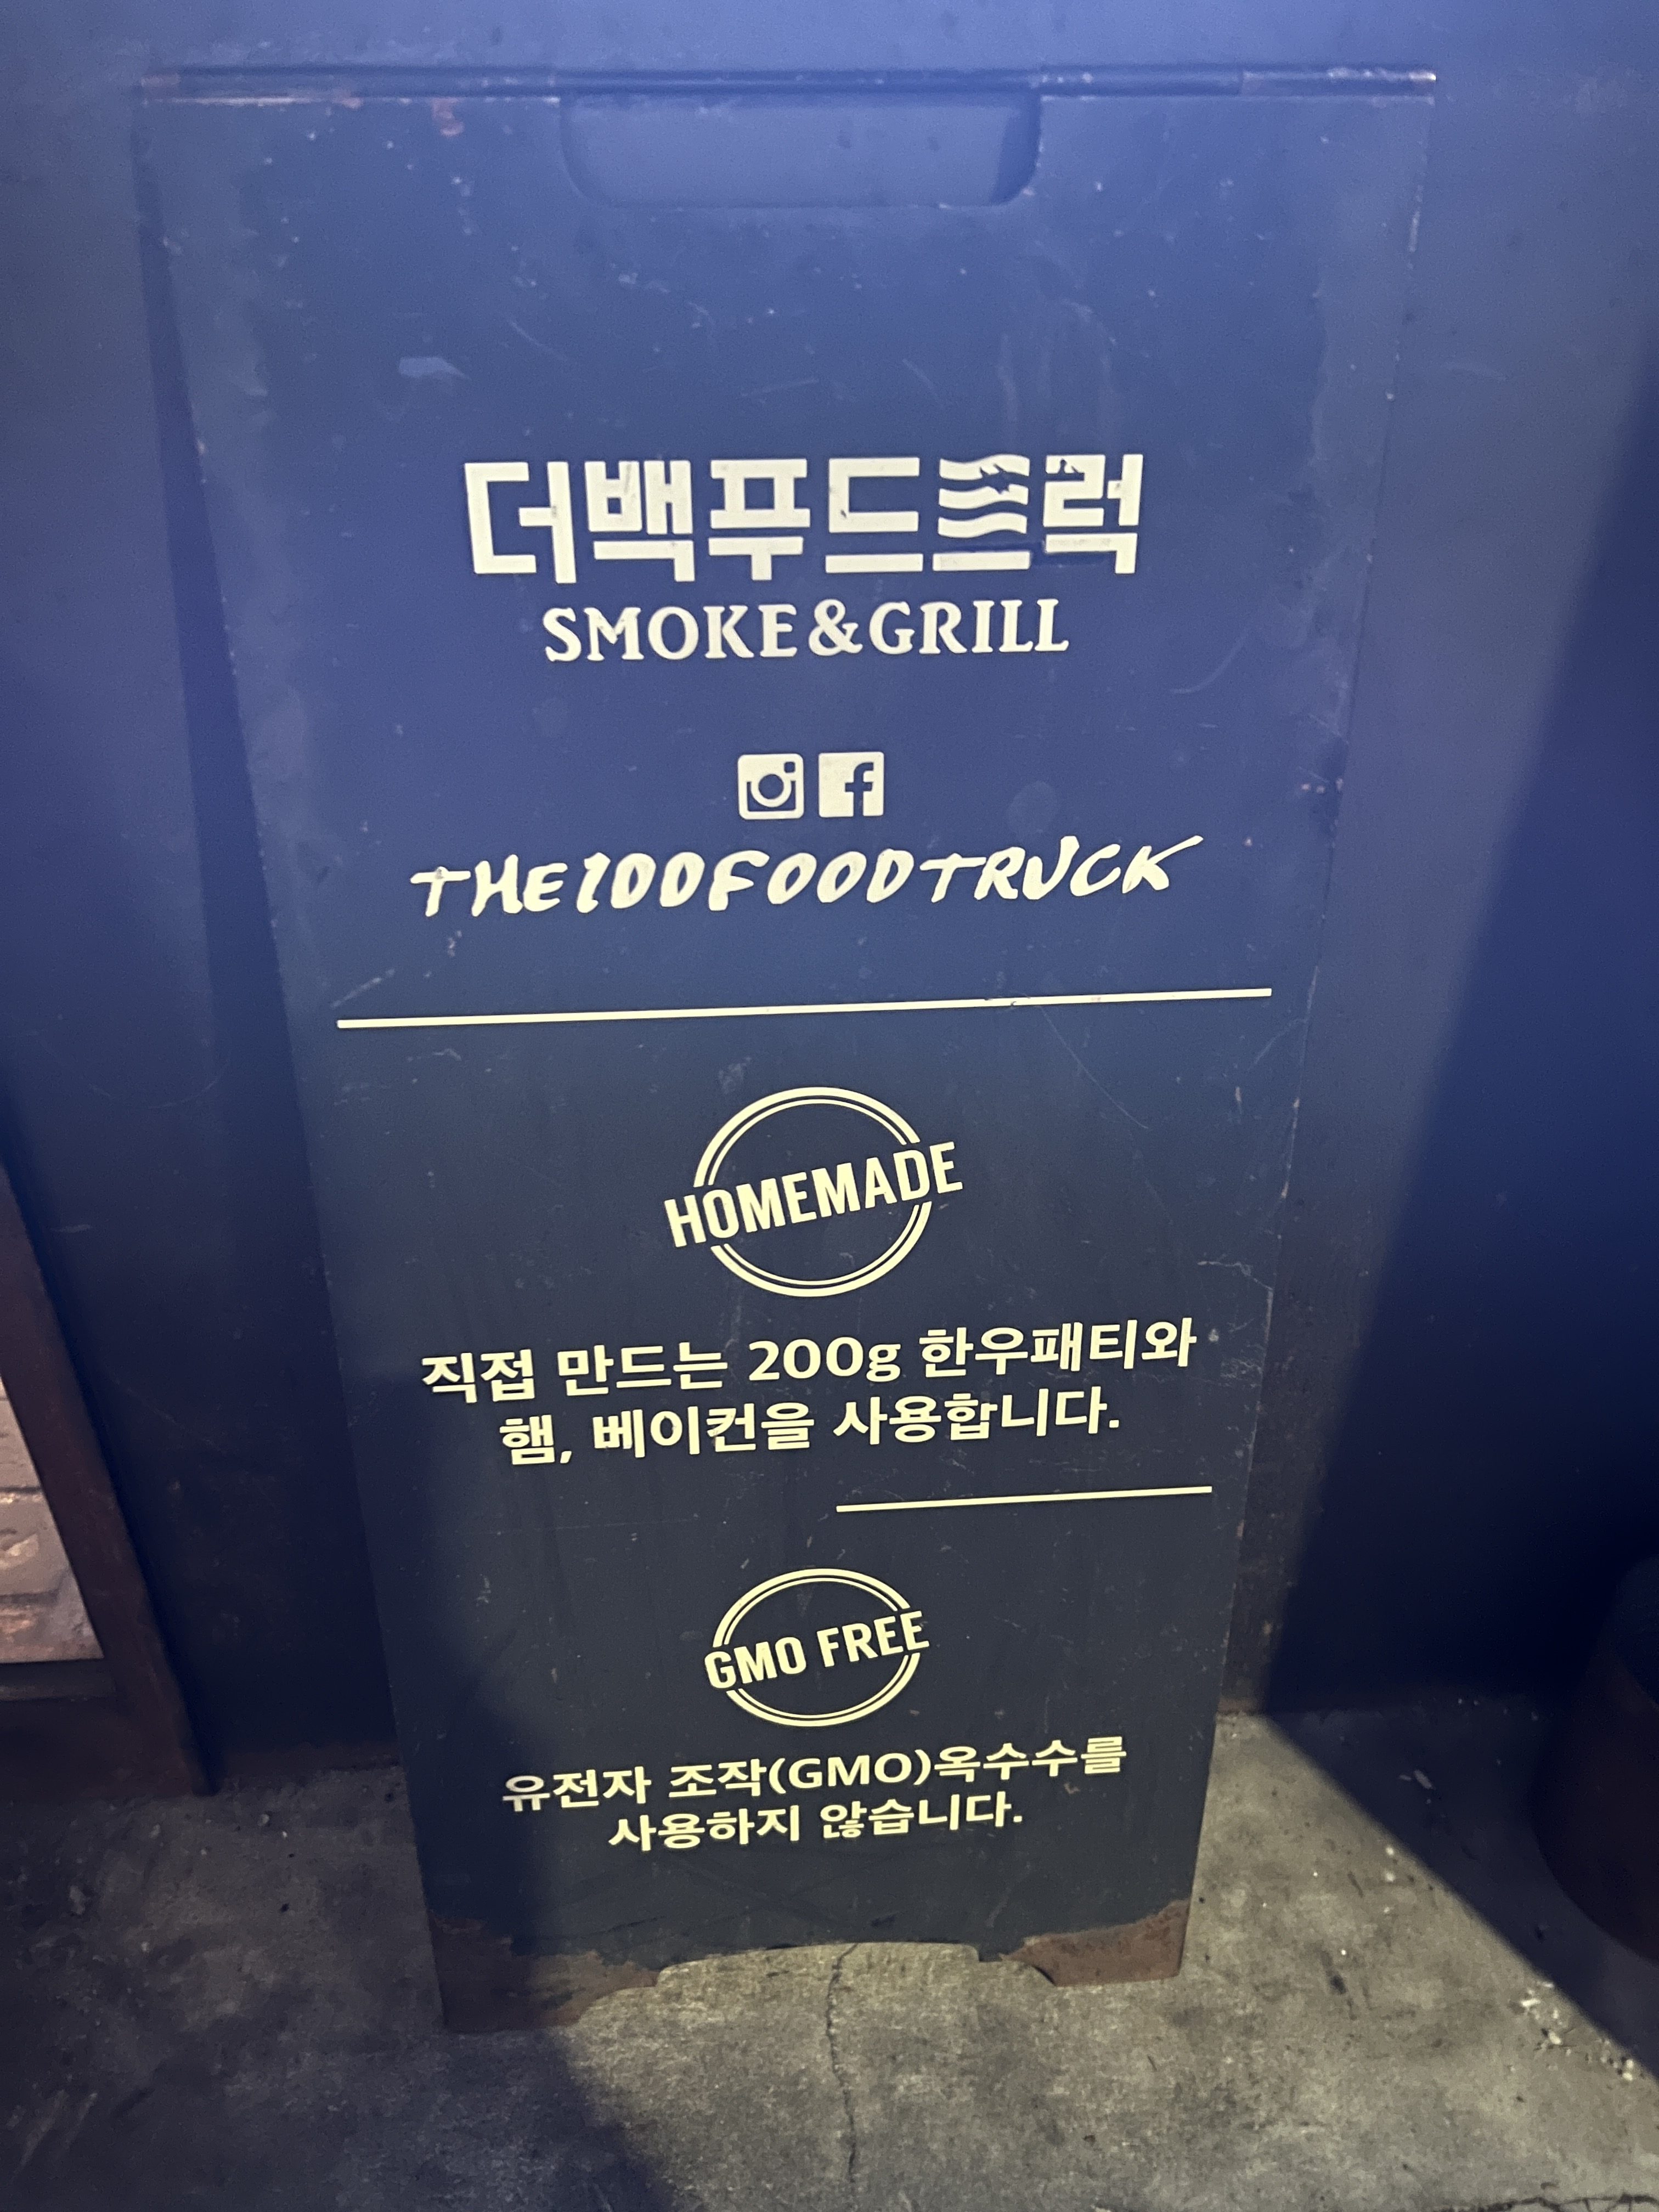 더백푸드트럭
SMOKE&GRILL
THE100FOODTRUCK
HOMEMADE
직접 만드는 200g 한우패티와
햄, 베이컨을 사용합니다.
GMO FREE
유전자 조작(GMO)옥수수를
사용하지 않습니다.